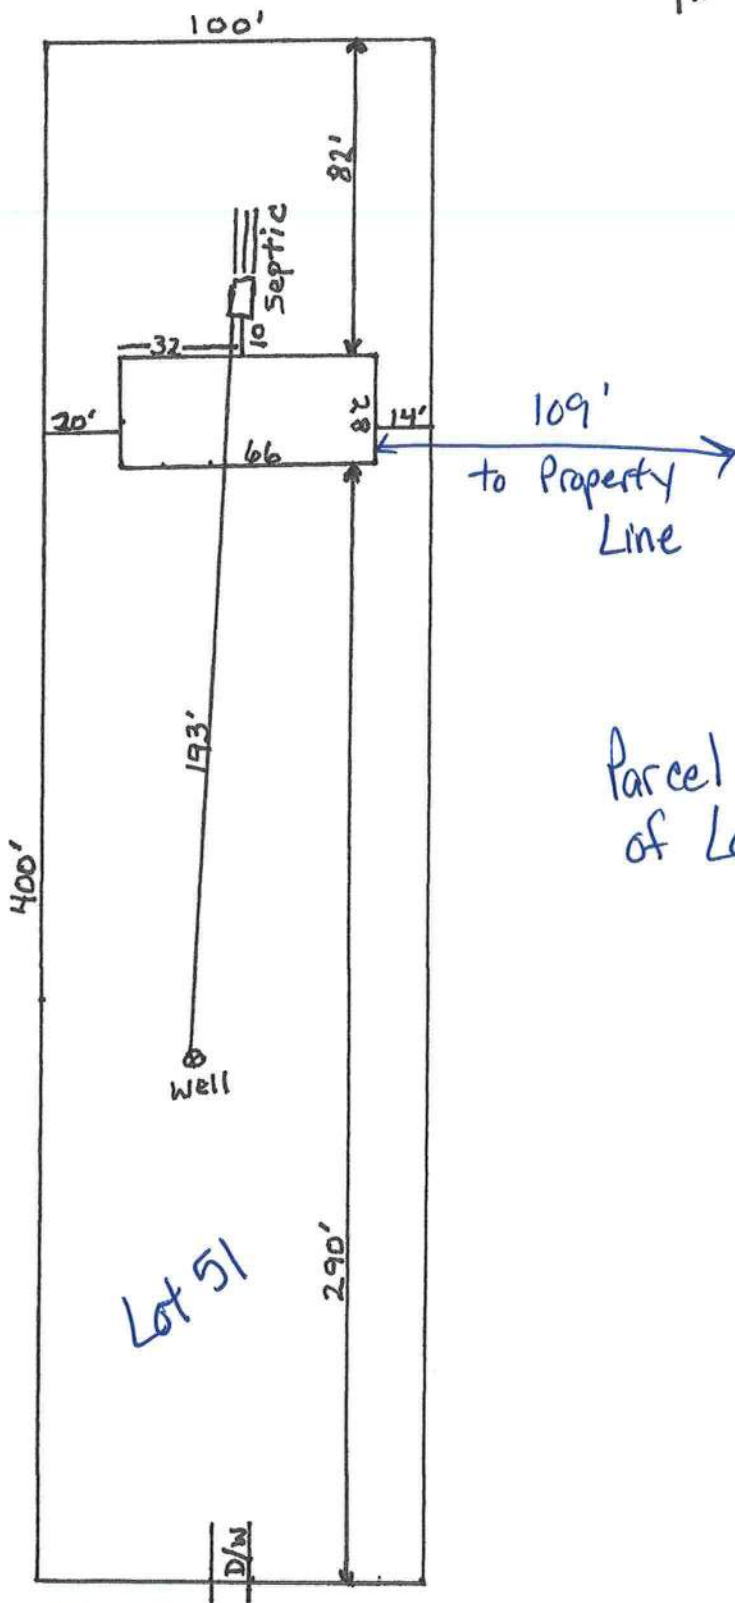 100'
82'
Septic
32
10
20'
28
14'
66
109'
to Property
Line
193'
Parcel
of
400'
Well
290'
Lot 51
D/W